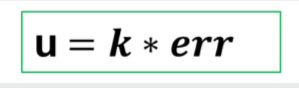 u = k * err